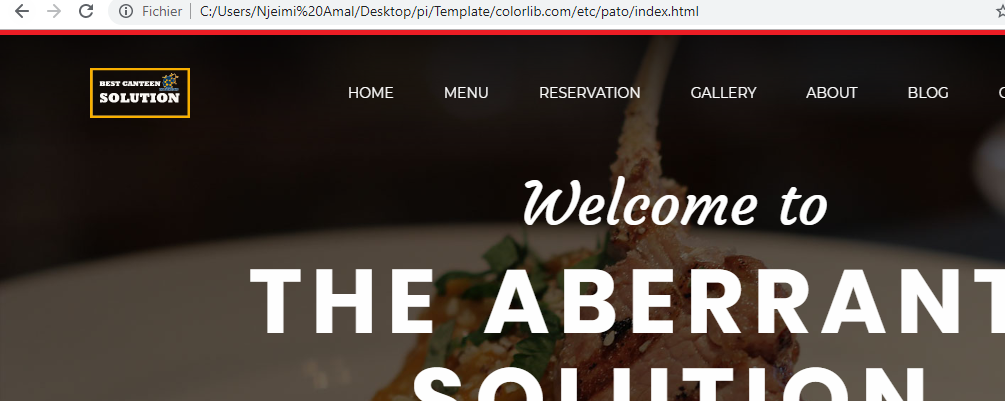 Fichier | C:/Users/Njeimi%20Amal/Desktop/pi/Template/colorlib.com/etc/pato/index.html
BEST CANTEEN
SOLUTION
HOME MENU RESERVATION GALLERY ABOUT BLOG
Welcome to
THE ABERRANT
SOLUTION